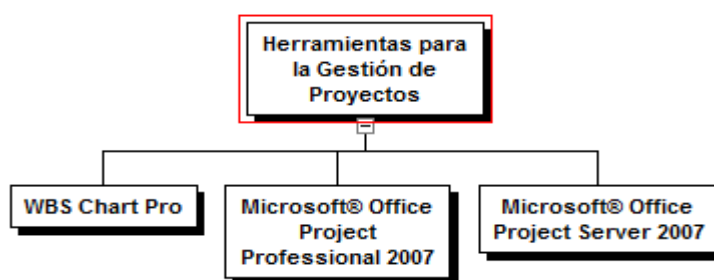 Herramientas para
la Gestión de
Proyectos
WBS Chart Pro
Microsoft® Office
Project
Professional 2007
Microsoft® Office
Project Server 2007